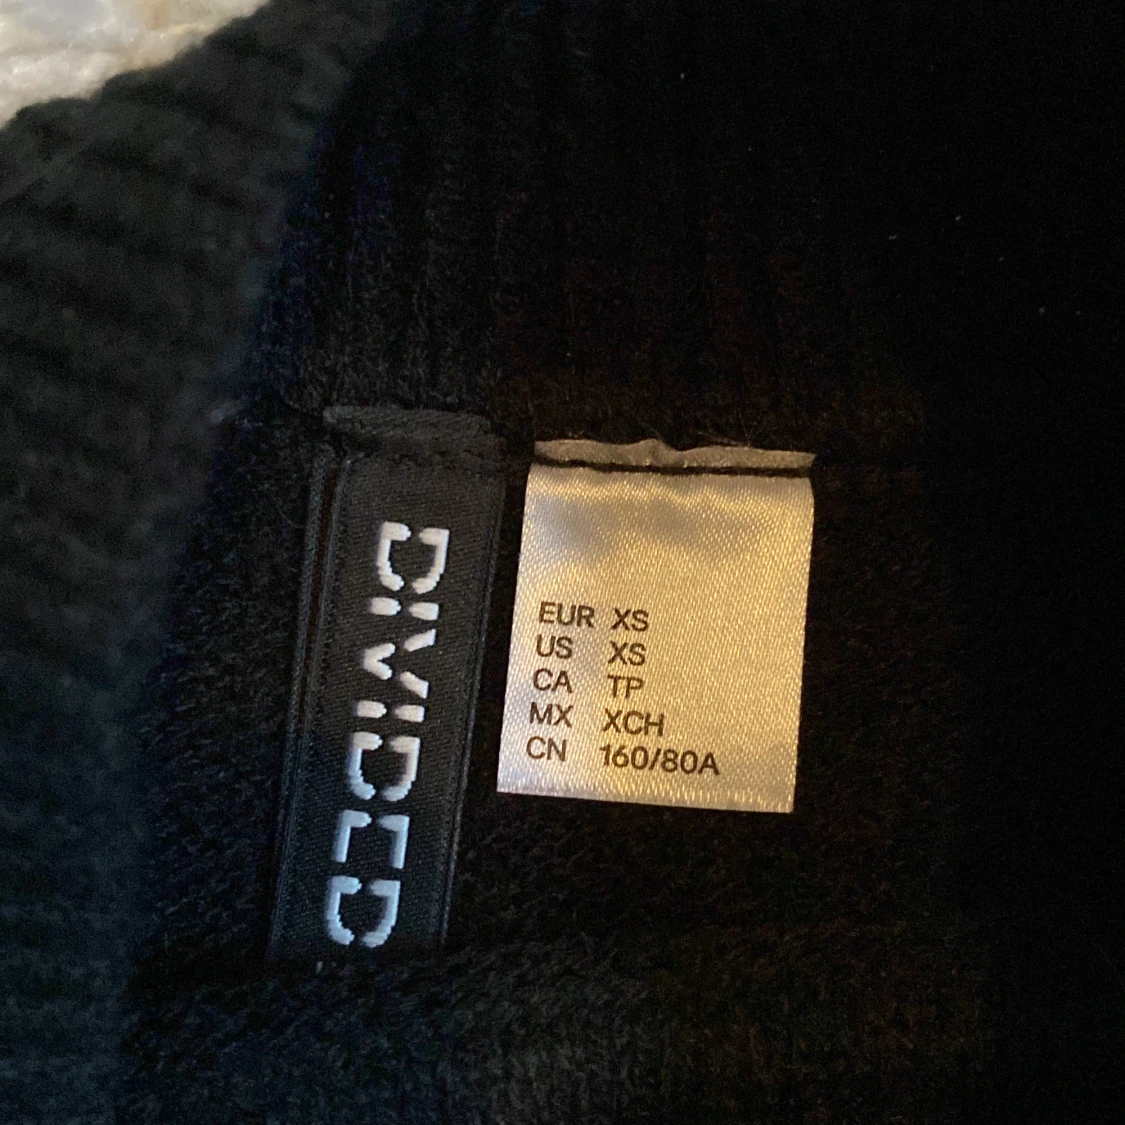 DIVIDED
EUR XS
US XS
CA TP
MX XCH
CN 160/80A